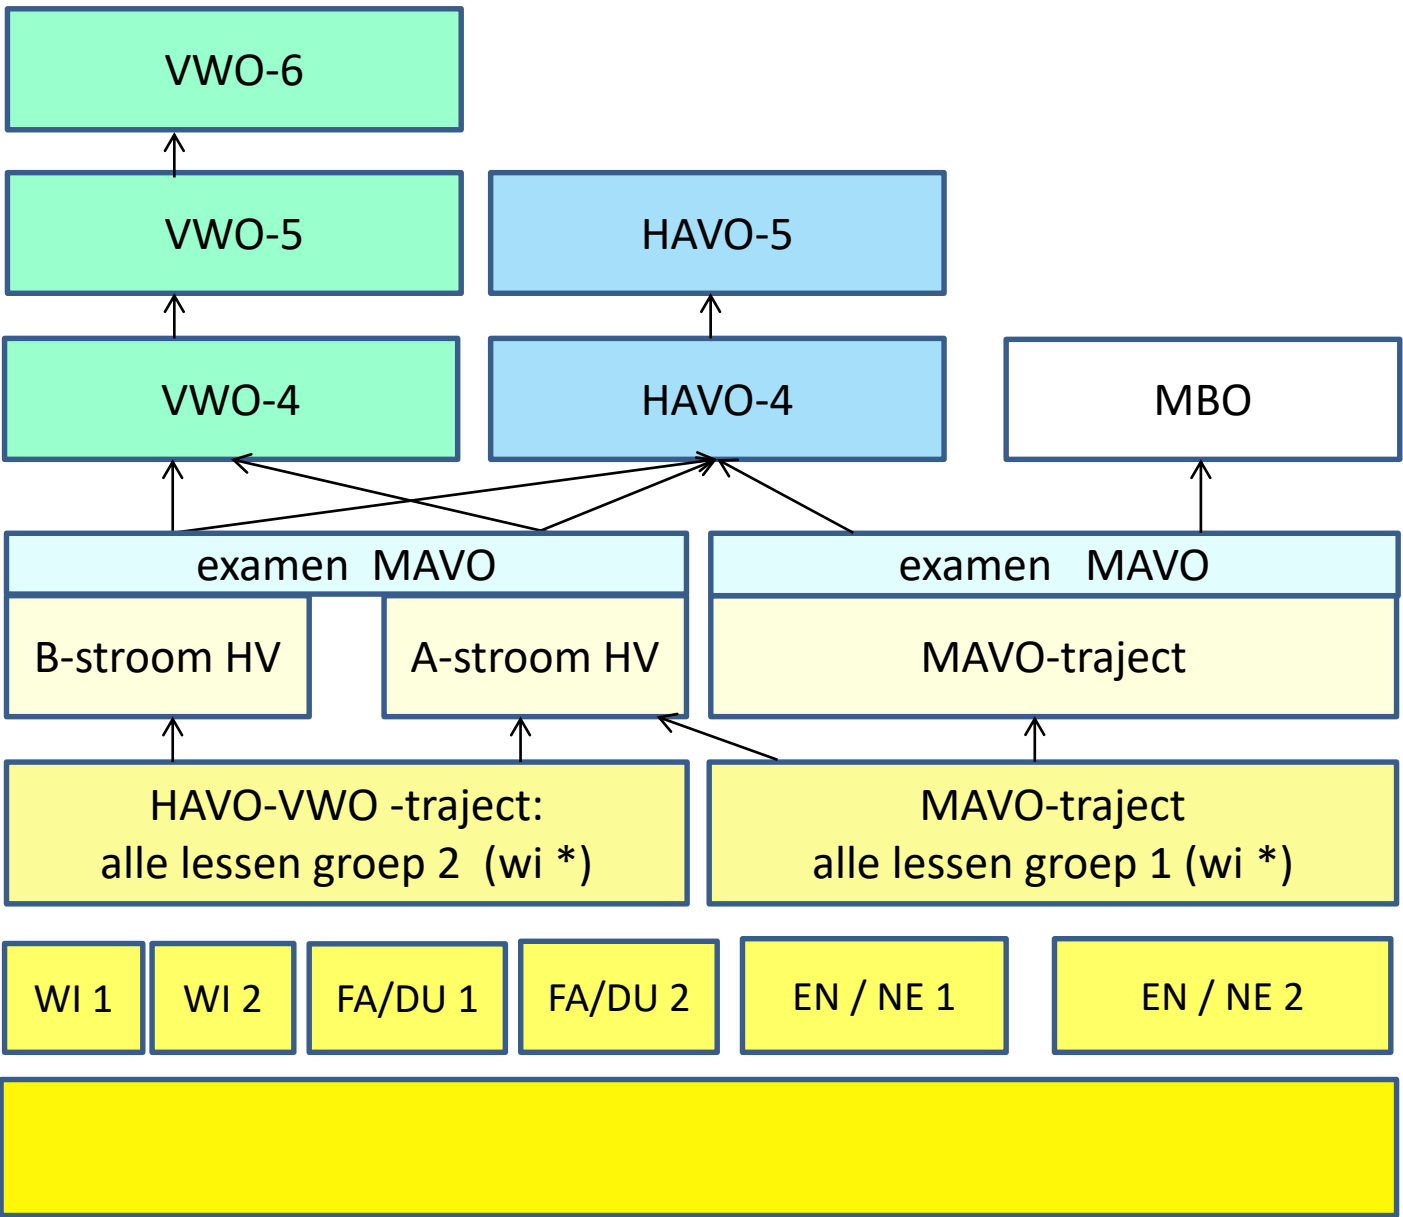 VWO-6
VWO-5
HAVO-5
VWO-4
HAVO-4
MBO
examen  MAVO
examen   MAVO
B-stroom HV
A-stroom HV
MAVO-traject
HAVO-VWO -traject:
alle lessen groep 2  (wi *)
MAVO-traject
alle lessen groep 1 (wi *)
WI 1
WI 2
FA/DU 1
FA/DU 2
EN / NE 1
EN / NE 2